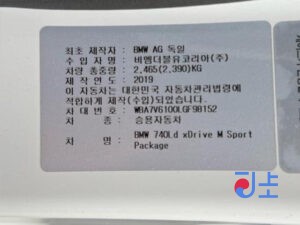 최초 제작자 : BMW AG 독일
수 입 자 명 : 비엠더블유코리아(주)
차량 총중량 : 2,465(2,390)KG
제 작 연 도 : 2019
이 자동차는 대한민국 자동차관리법령에
적합하게 제작(수입)되었습니다.
차 대 번 호 : WBA7V6100LGF98152
차 종 : 승용자동차
차 명 : BMW 740Ld xDrive M Sport
Package